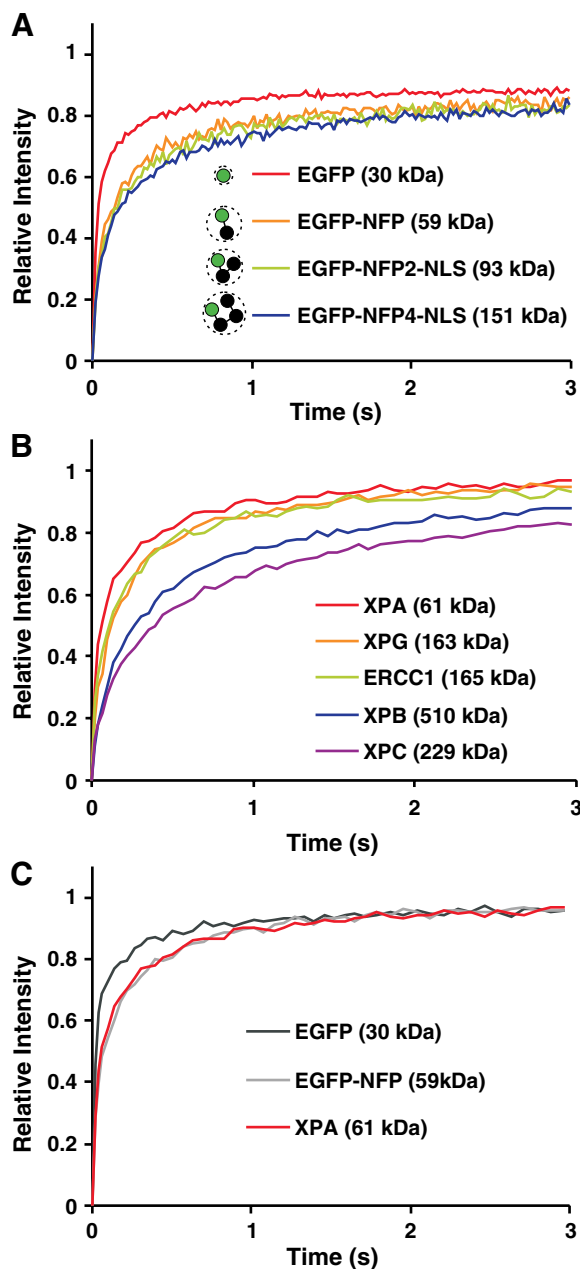 A
Relative Intensity
1
0.8
0.6
0.4
0.2
0
EGFP (30 kDa)
EGFP-NFP (59 kDa)
EGFP-NFP2-NLS (93 kDa)
EGFP-NFP4-NLS (151 kDa)
0 1 2 3
Time (s)
B
Relative Intensity
1
0.8
0.6
0.4
0.2
0
XPA (61 kDa)
XPG (163 kDa)
ERCC1 (165 kDa)
XPB (510 kDa)
XPC (229 kDa)
0 1 2 3
Time (s)
C
Relative Intensity
1
0.8
0.6
0.4
0.2
0
EGFP (30 kDa)
EGFP-NFP (59kDa)
XPA (61 kDa)
0 1 2 3
Time (s)